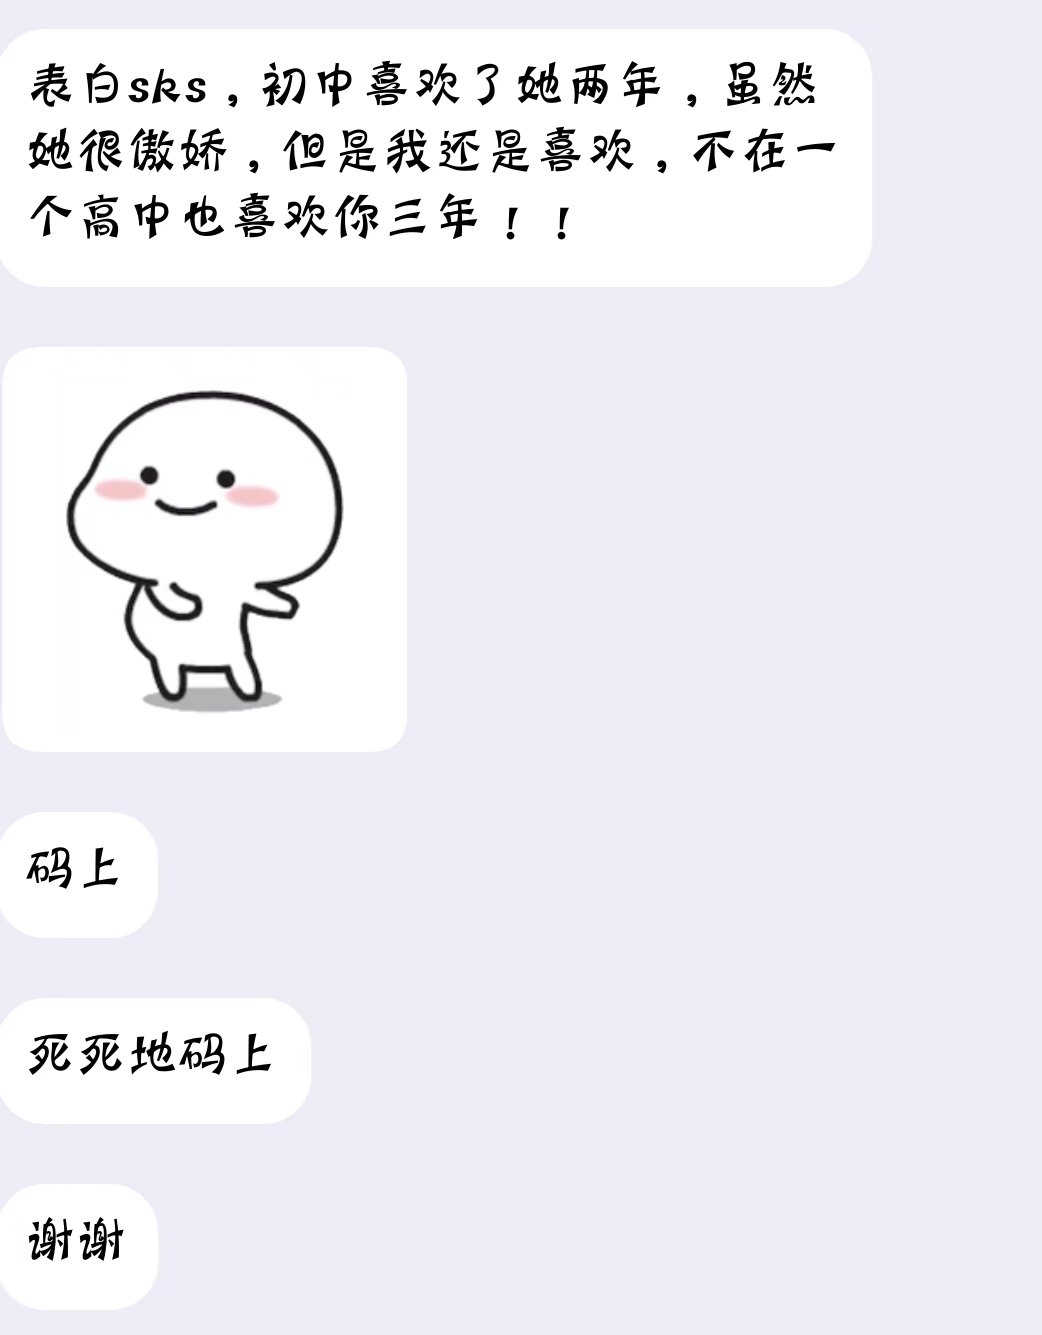 表白sks，初中喜欢了她两年，虽然
她很傲娇，但是我还是喜欢，不在一
个高中也喜欢你三年！！
码上
死死地码上
谢谢